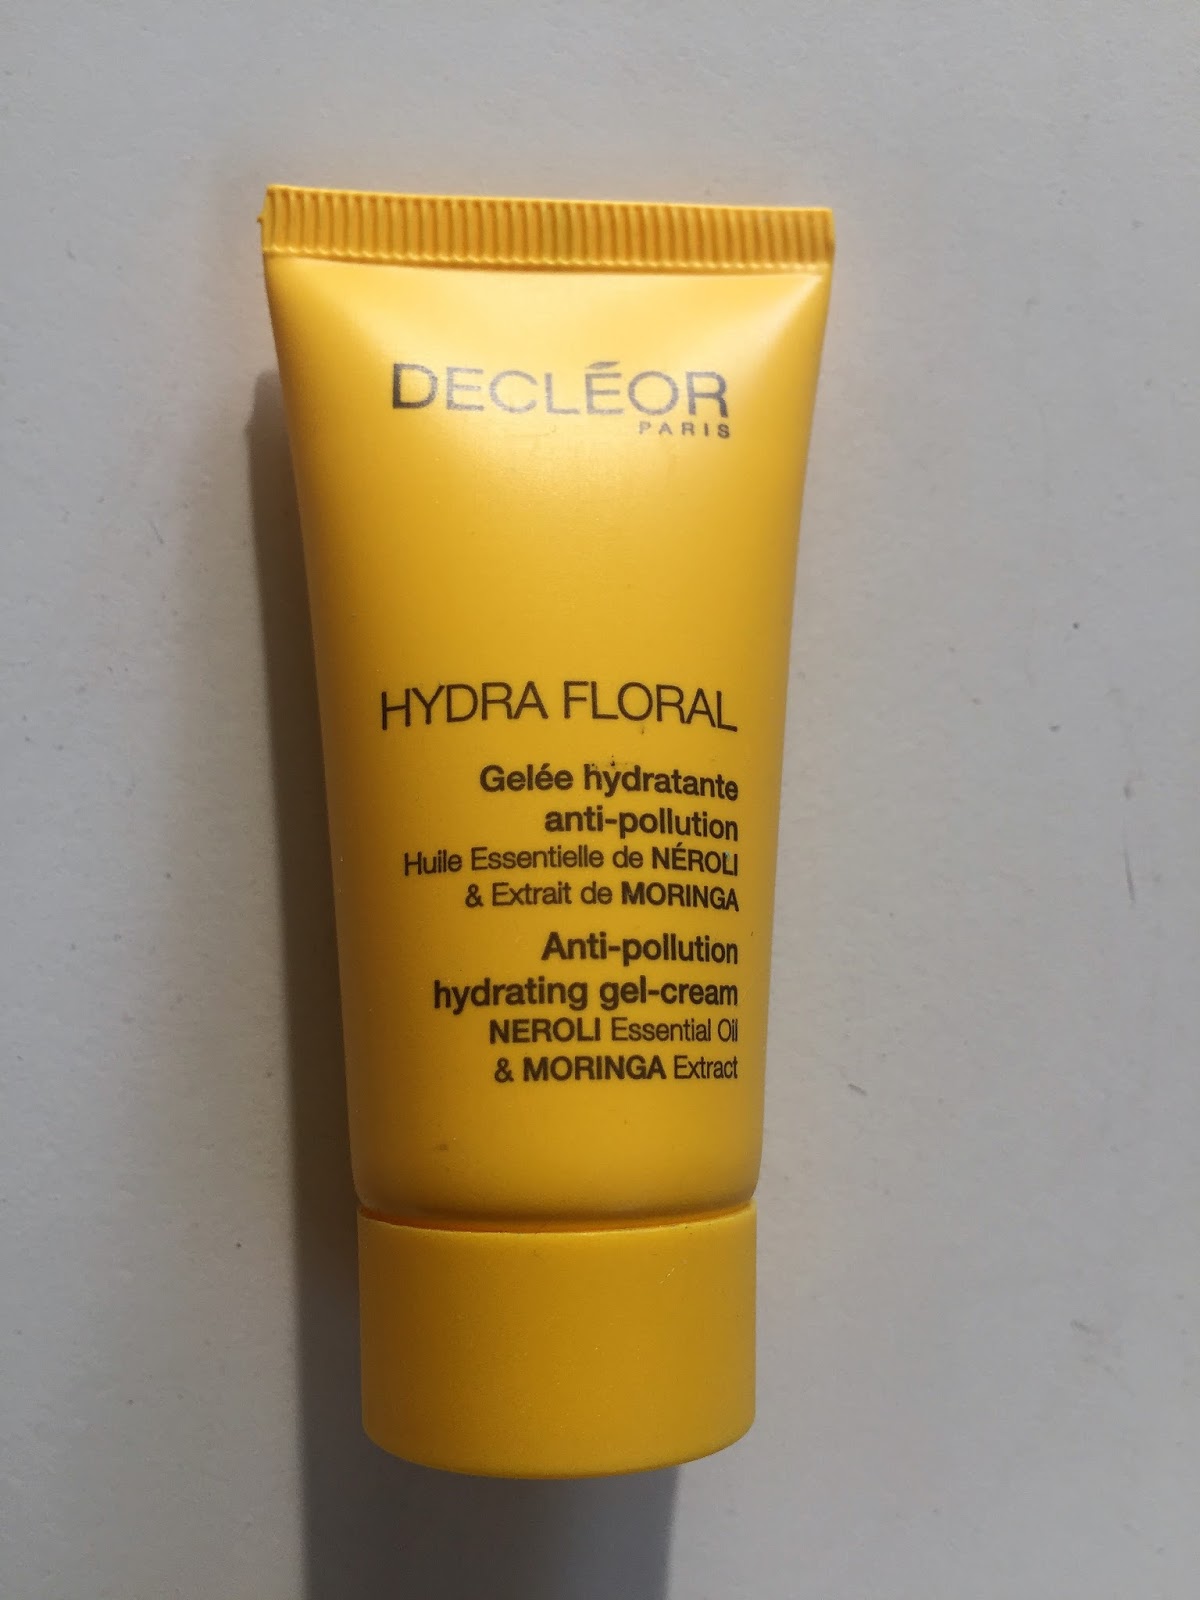 DECLÉOR
PARIS
HYDRA FLORAL
Gelée hydratante
anti-pollution
Huile Essentielle de NÉROLI
& Extrait de MORINGA
Anti-pollution
hydrating gel-cream
NEROLI Essential Oil
& MORINGA Extract